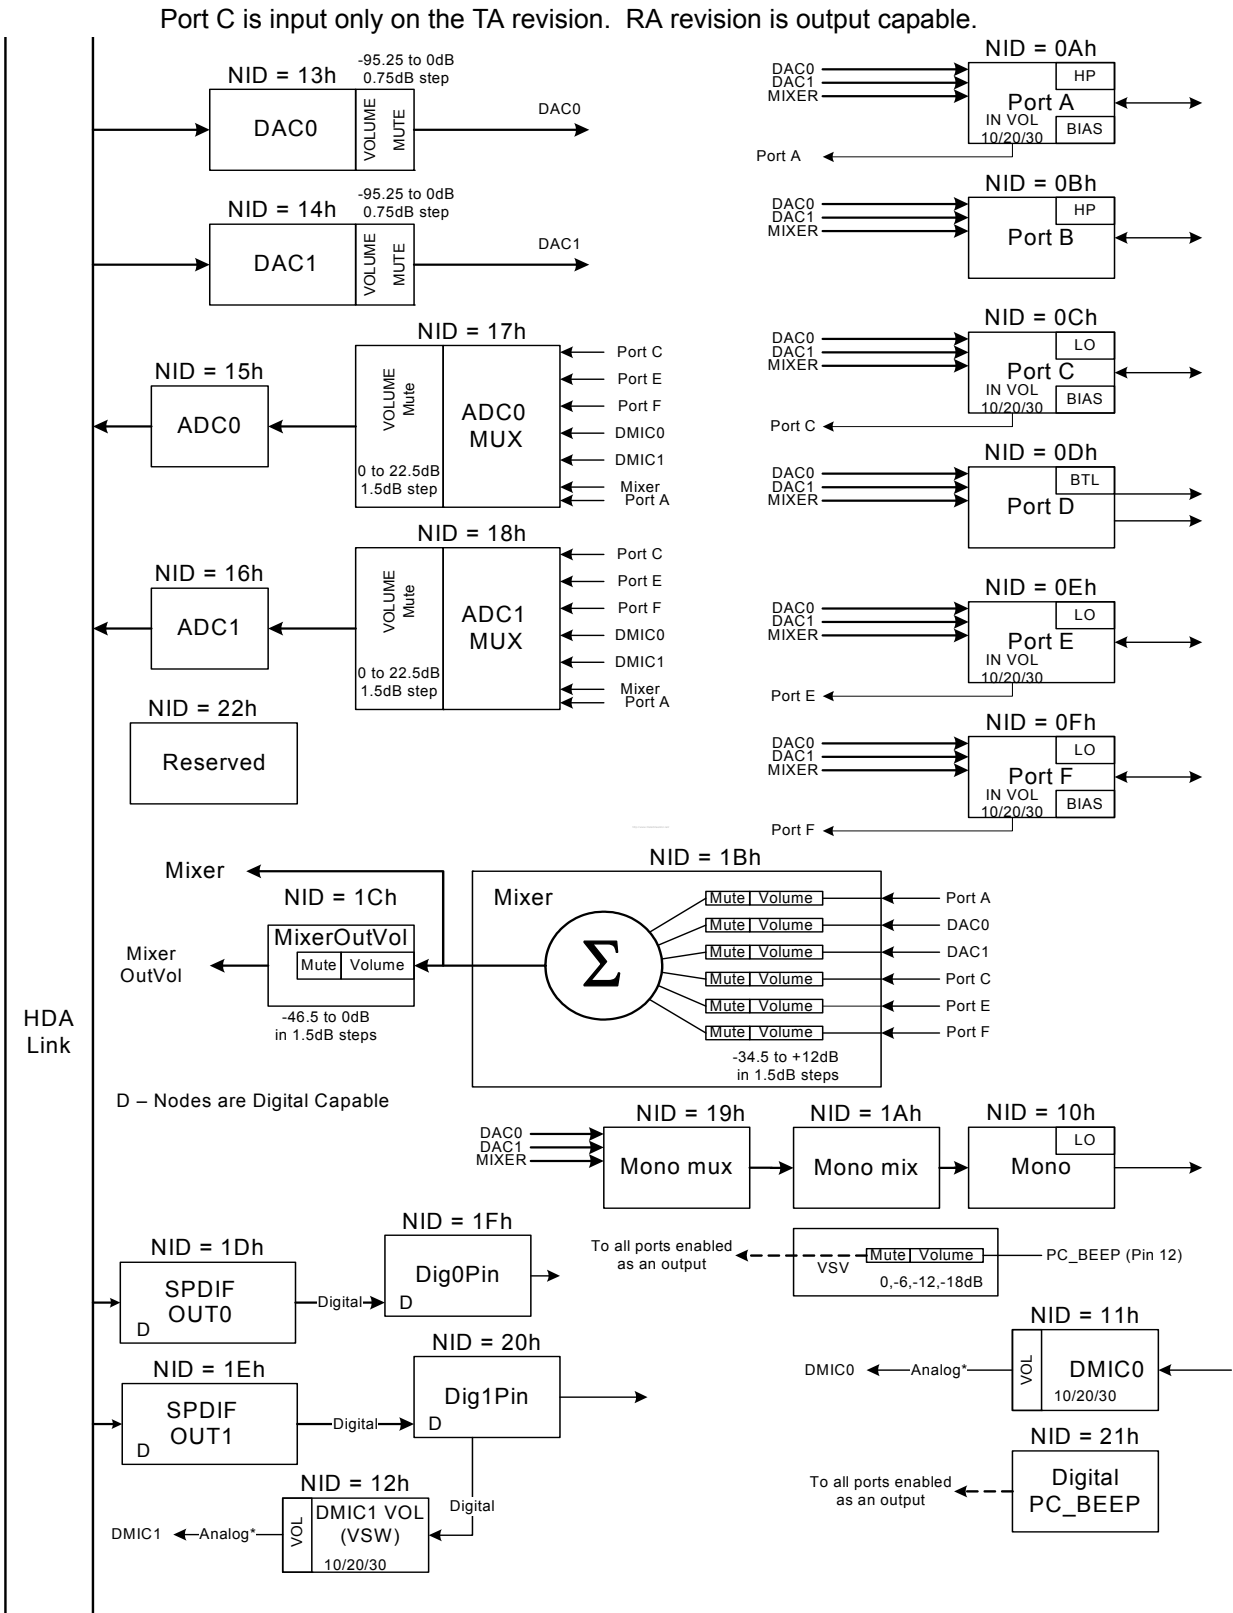 Port C is input only on the TA revision.  RA revision is output capable.
NID = 13h
-95.25 to 0dB
0.75dB step
DAC0
VOLUME
MUTE
DAC0
NID = 14h
-95.25 to 0dB
0.75dB step
DAC1
VOLUME
MUTE
DAC1
NID = 17h
NID = 15h
ADC0
VOLUME
Mute
0 to 22.5dB
1.5dB step
ADC0
MUX
Port C
Port E
Port F
DMIC0
DMIC1
Mixer
Port A
NID = 18h
NID = 16h
ADC1
VOLUME
Mute
0 to 22.5dB
1.5dB step
ADC1
MUX
Port C
Port E
Port F
DMIC0
DMIC1
Mixer
Port A
NID = 22h
Reserved
NID = 0Ah
DAC0
DAC1
MIXER
HP
Port A
IN VOL
10/20/30
BIAS
Port A
NID = 0Bh
DAC0
DAC1
MIXER
HP
Port B
NID = 0Ch
DAC0
DAC1
MIXER
LO
Port C
IN VOL
10/20/30
BIAS
Port C
NID = 0Dh
DAC0
DAC1
MIXER
BTL
Port D
NID = 0Eh
DAC0
DAC1
MIXER
LO
Port E
IN VOL
10/20/30
Port E
NID = 0Fh
DAC0
DAC1
MIXER
LO
Port F
IN VOL
10/20/30
BIAS
Port F
NID = 1Bh
Mixer
Mixer
Σ
Mute Volume
Port A
Mute Volume
DAC0
Mute Volume
DAC1
Mute Volume
Port C
Mute Volume
Port E
Mute Volume
Port F
-34.5 to +12dB
in 1.5dB steps
NID = 1Ch
MixerOutVol
Mute Volume
Mixer
OutVol
-46.5 to 0dB
in 1.5dB steps
HDA
Link
D – Nodes are Digital Capable
NID = 19h
DAC0
DAC1
MIXER
Mono mux
NID = 1Ah
Mono mix
NID = 10h
LO
Mono
To all ports enabled
as an output
VSV
Mute Volume
0,-6,-12,-18dB
PC_BEEP (Pin 12)
NID = 1Dh
SPDIF
OUT0
D
Digital
NID = 1Fh
Dig0Pin
D
NID = 1Eh
SPDIF
OUT1
D
Digital
NID = 20h
Dig1Pin
D
Digital
NID = 12h
VOL
DMIC1 VOL
(VSW)
10/20/30
Analog*
DMIC1
NID = 11h
VOL
DMIC0
10/20/30
Analog*
DMIC0
NID = 21h
Digital
PC_BEEP
To all ports enabled
as an output